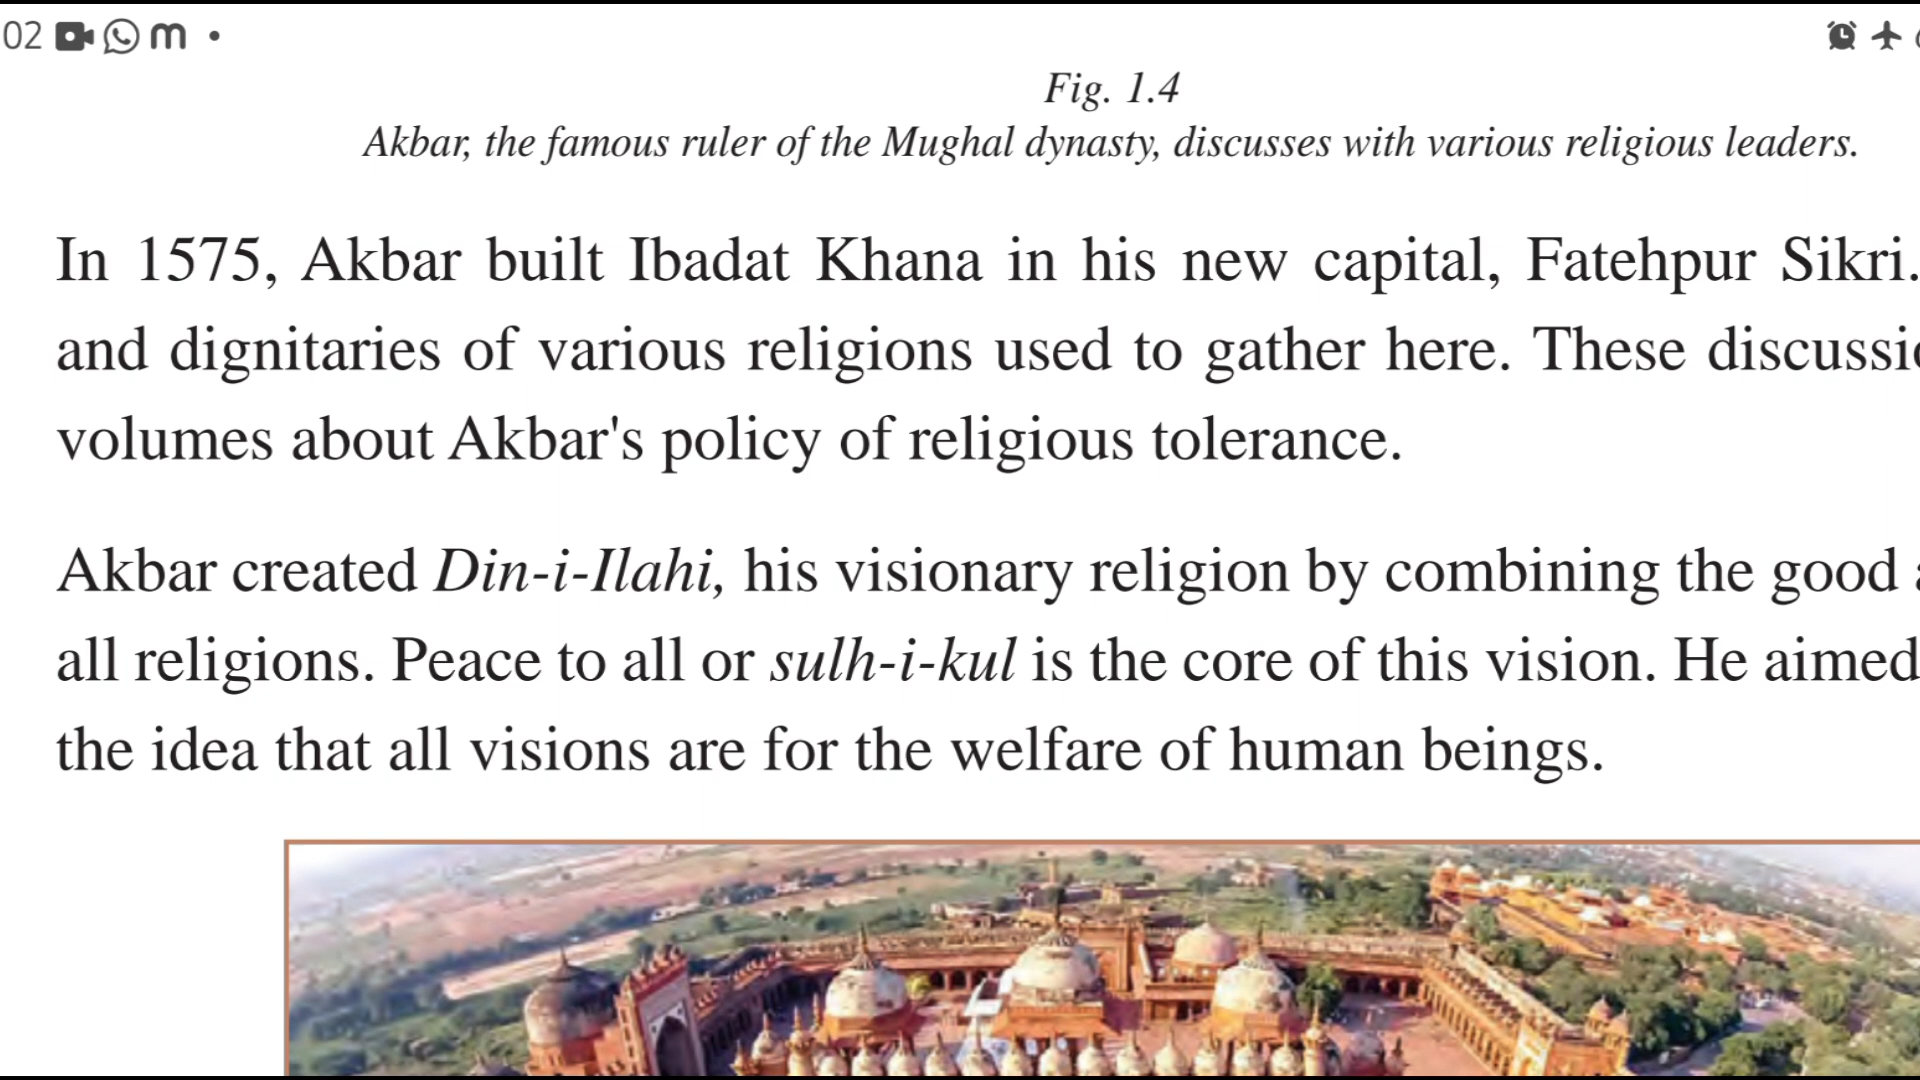 02
Fig. 1.4
Akbar, the famous ruler of the Mughal dynasty, discusses with various religious leaders.
In 1575, Akbar built Ibadat Khana in his new capital, Fatehpur Sikri.
and dignitaries of various religions used to gather here. These
volumes about Akbar's policy of religious tolerance.
Akbar created Din-i-Ilahi, his visionary religion by combining the good
all religions. Peace to all or sulh-i-kul is the core of this vision. He aimed
the idea that all visions are for the welfare of human beings.